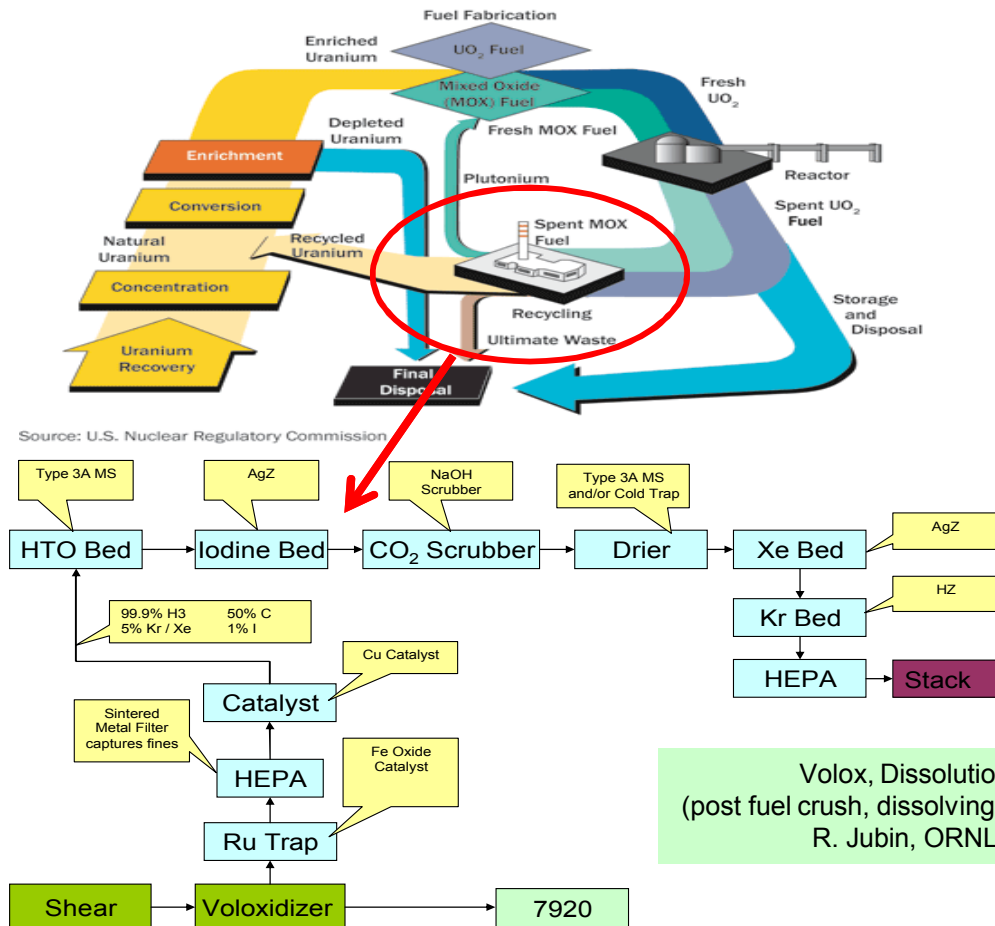 Fuel Fabrication
Enriched
Uranium
UO₂ Fuel
Mixed Oxide
(MOX) Fuel
Fresh
UO₂
Depleted
Uranium
Fresh MOX Fuel
Enrichment
Plutonium
Reactor
Conversion
Spent MOX
Fuel
Spent UO₂
Fuel
Natural
Uranium
Recycled
Uranium
Concentration
Recycling
Storage
and
Disposal
Ultimate Waste
Uranium
Recovery
Final
Disposal
Source: U.S. Nuclear Regulatory Commission
Type 3A MS
AgZ
NaOH
Scrubber
Type 3A MS
and/or Cold Trap
AgZ
HTO Bed
Iodine Bed
CO₂ Scrubber
Drier
Xe Bed
HZ
99.9% H3 50% C
5% Kr / Xe 1% I
Kr Bed
Cu Catalyst
Catalyst
HEPA
Stack
Sintered
Metal Filter
captures fines
Fe Oxide
Catalyst
HEPA
Ru Trap
Volox, Dissolutio
(post fuel crush, dissolving
R. Jubin, ORNL
Shear
Voloxidizer
7920